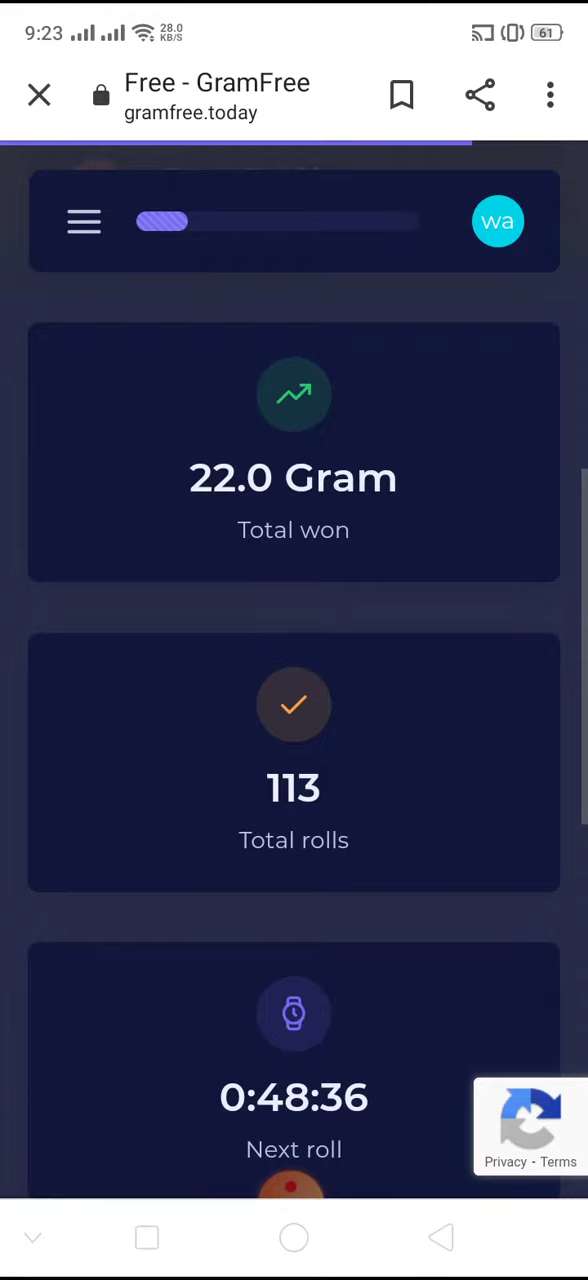 9:23
28.0
KB/S
61
Free - GramFree
gramfree.today
wa
22.0 Gram
Total won
113
Total rolls
0:48:36
Next roll
Privacy - Terms